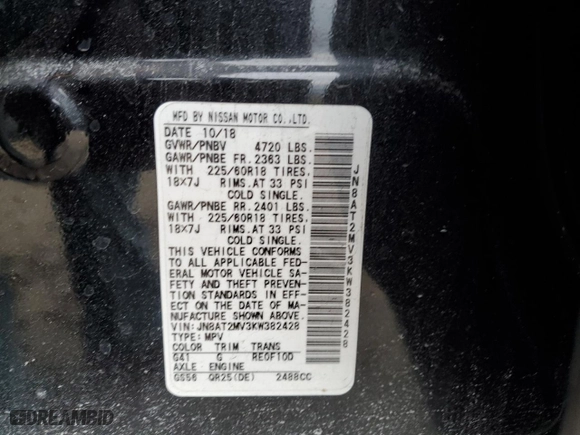 MFD BY NISSAN MOTOR CO.,LTD.
DATE 10/18
GVWR/PNBV 4720 LBS.
GAWR/PNBE FR. 2363 LBS.
WITH 225/60R18 TIRES,
18X7J RIMS.AT 33 PSI
COLD SINGLE.
GAWR/PNBE RR. 2401 LBS.
WITH 225/60R18 TIRES,
18X7J RIMS.AT 33 PSI
COLD SINGLE.
THIS VEHICLE CONFORMS
TO ALL APPLICABLE FED-
ERAL MOTOR VEHICLE SA-
FETY AND THEFT PREVENTION
STANDARDS IN EFFECT
ON THE DATE OF MA-
NUFACTURE SHOWN ABOVE.
VIN: JN8AT2MV3KW382428
TYPE: MPV
COLOR TRIM TRANS
G41 G RE0F10D
AXLE ENGINE
GS56 QR25(DE) 2488CC
JN8AT2MV3KW382428
DREAMBID